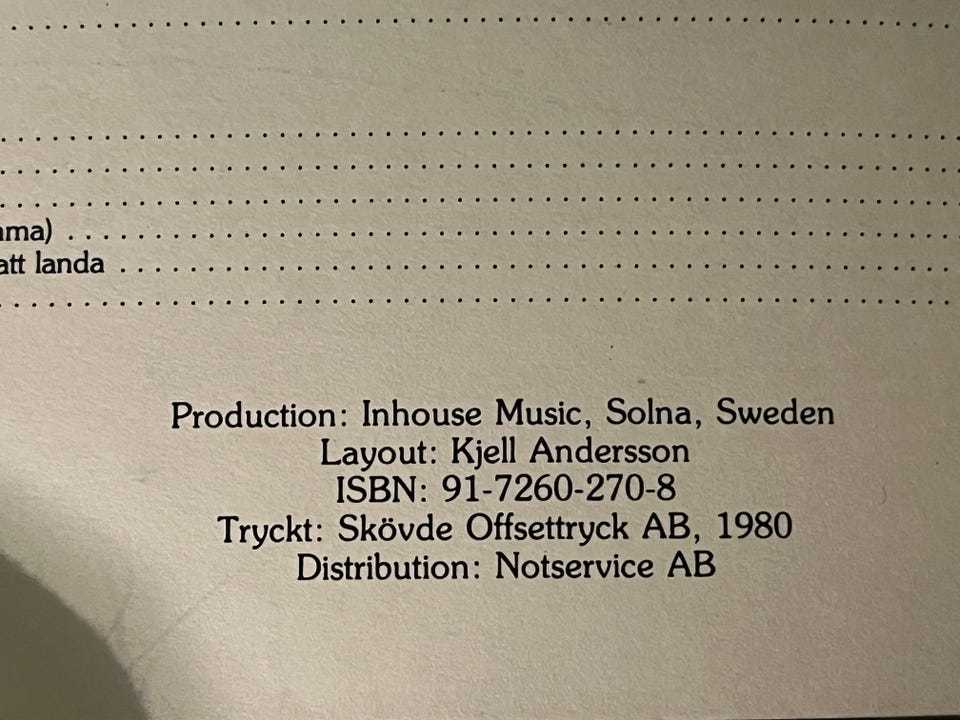 att landa
Production: Inhouse Music, Solna, Sweden
Layout: Kjell Andersson
ISBN: 91-7260-270-8
Tryckt: Skövde Offsettryck AB, 1980
Distribution: Notservice AB